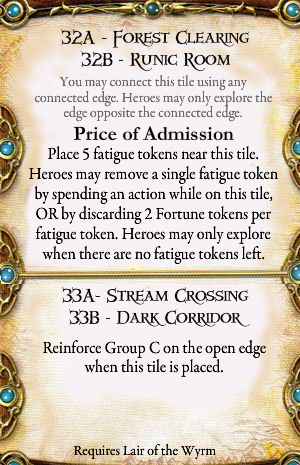 32A - Forest Clearing
32B - Runic Room
You may connect this tile using any
connected edge. Heroes may only explore the
edge opposite the connected edge.
Price of Admission
Place 5 fatigue tokens near this tile.
Heroes may remove a single fatigue token
by spending an action while on this tile,
OR by discarding 2 Fortune tokens per
fatigue token. Heroes may only explore
when there are no fatigue tokens left.
33A- Stream Crossing
33B - Dark Corridor
Reinforce Group C on the open edge
when this tile is placed.
Requires Lair of the Wyrm